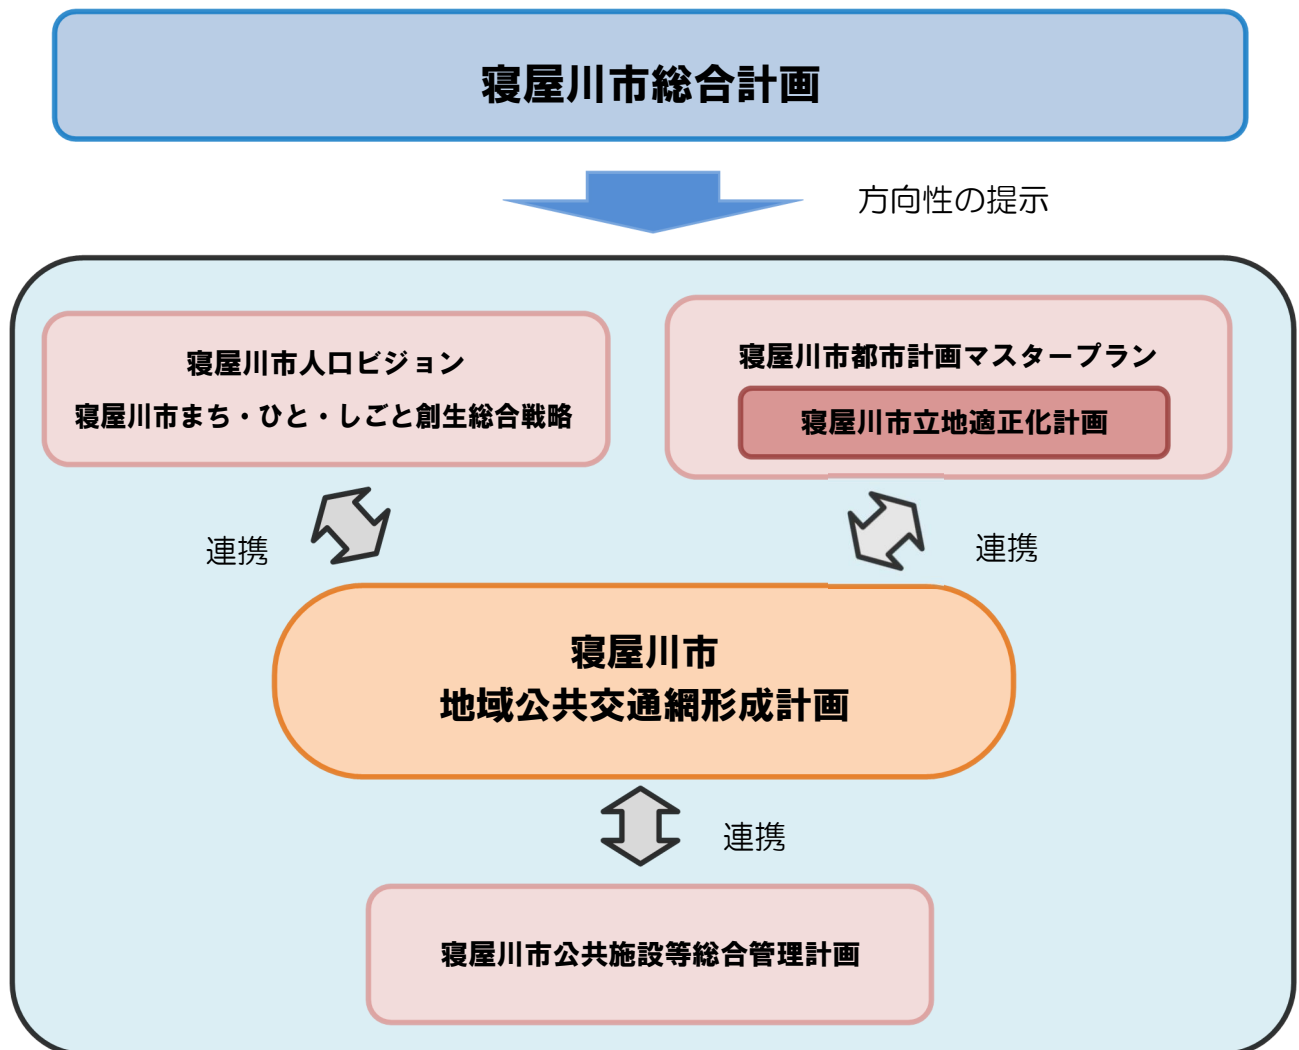 寝屋川市総合計画
方向性の提示
寝屋川市人口ビジョン
寝屋川市まち・ひと・しごと創生総合戦略
寝屋川市都市計画マスタープラン
寝屋川市立地適正化計画
連携
連携
寝屋川市
地域公共交通網形成計画
連携
寝屋川市公共施設等総合管理計画